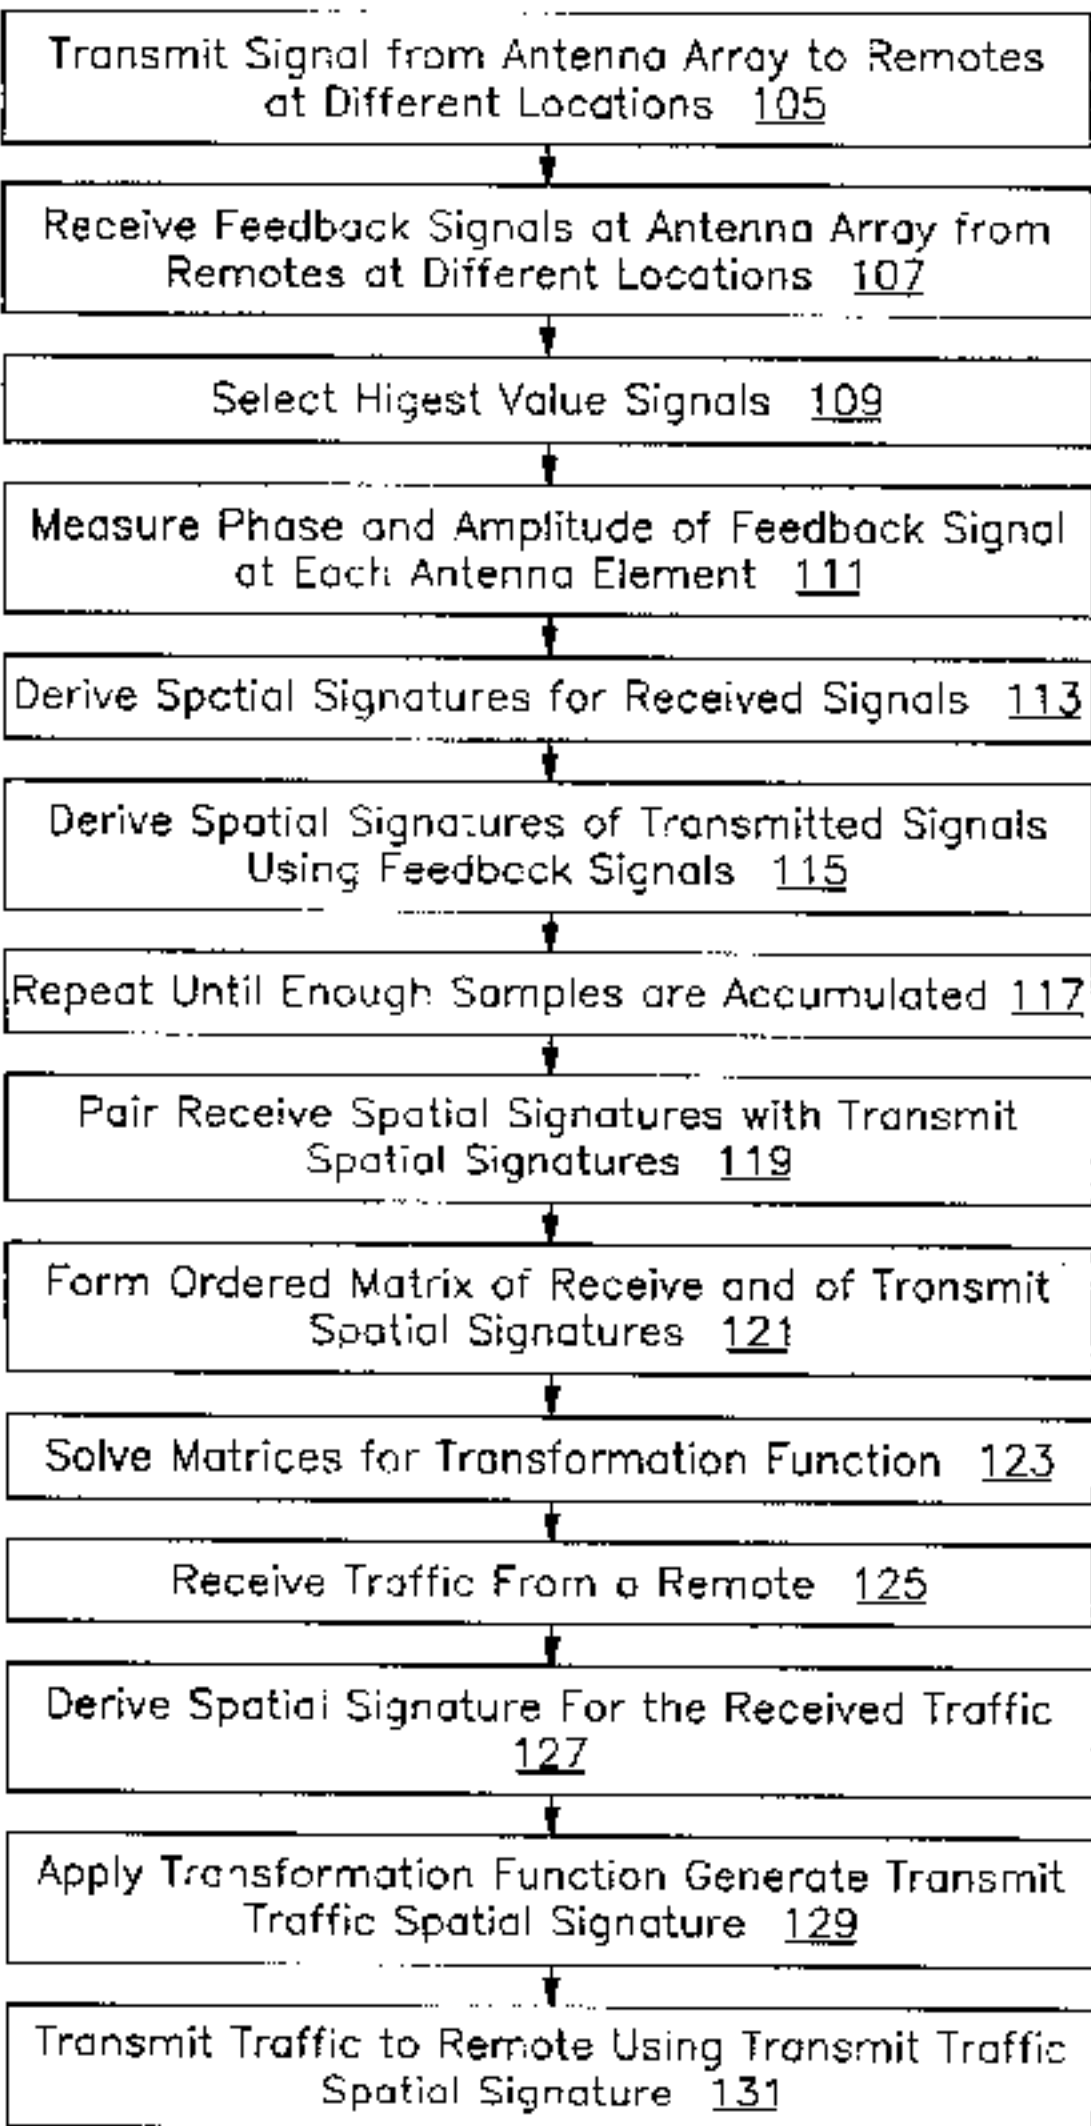 Transmit Signal from Antenna Array to Remotes
at Different Locations 105
Receive Feedback Signals at Antenna Array from
Remotes at Different Locations 107
Select Higest Value Signals 109
Measure Phase and Amplitude of Feedback Signal
at Each Antenna Element 111
Derive Spatial Signatures for Received Signals 113
Derive Spatial Signatures of Transmitted Signals
Using Feedback Signals 115
Repeat Until Enough Samples are Accumulated 117
Pair Receive Spatial Signatures with Transmit
Spatial Signatures 119
Form Ordered Matrix of Receive and of Transmit
Spatial Signatures 121
Solve Matrices for Transformation Function 123
Receive Traffic From a Remote 125
Derive Spatial Signature For the Received Traffic
127
Apply Transformation Function Generate Transmit
Traffic Spatial Signature 129
Transmit Traffic to Remote Using Transmit Traffic
Spatial Signature 131